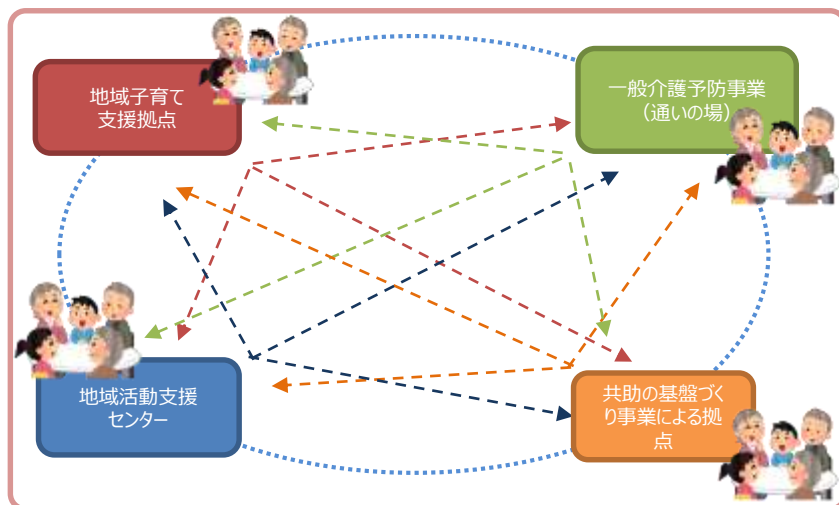 地域子育て
支援拠点
一般介護予防事業
（通いの場）
地域活動支援
センター
共助の基盤づく
り事業による拠
点